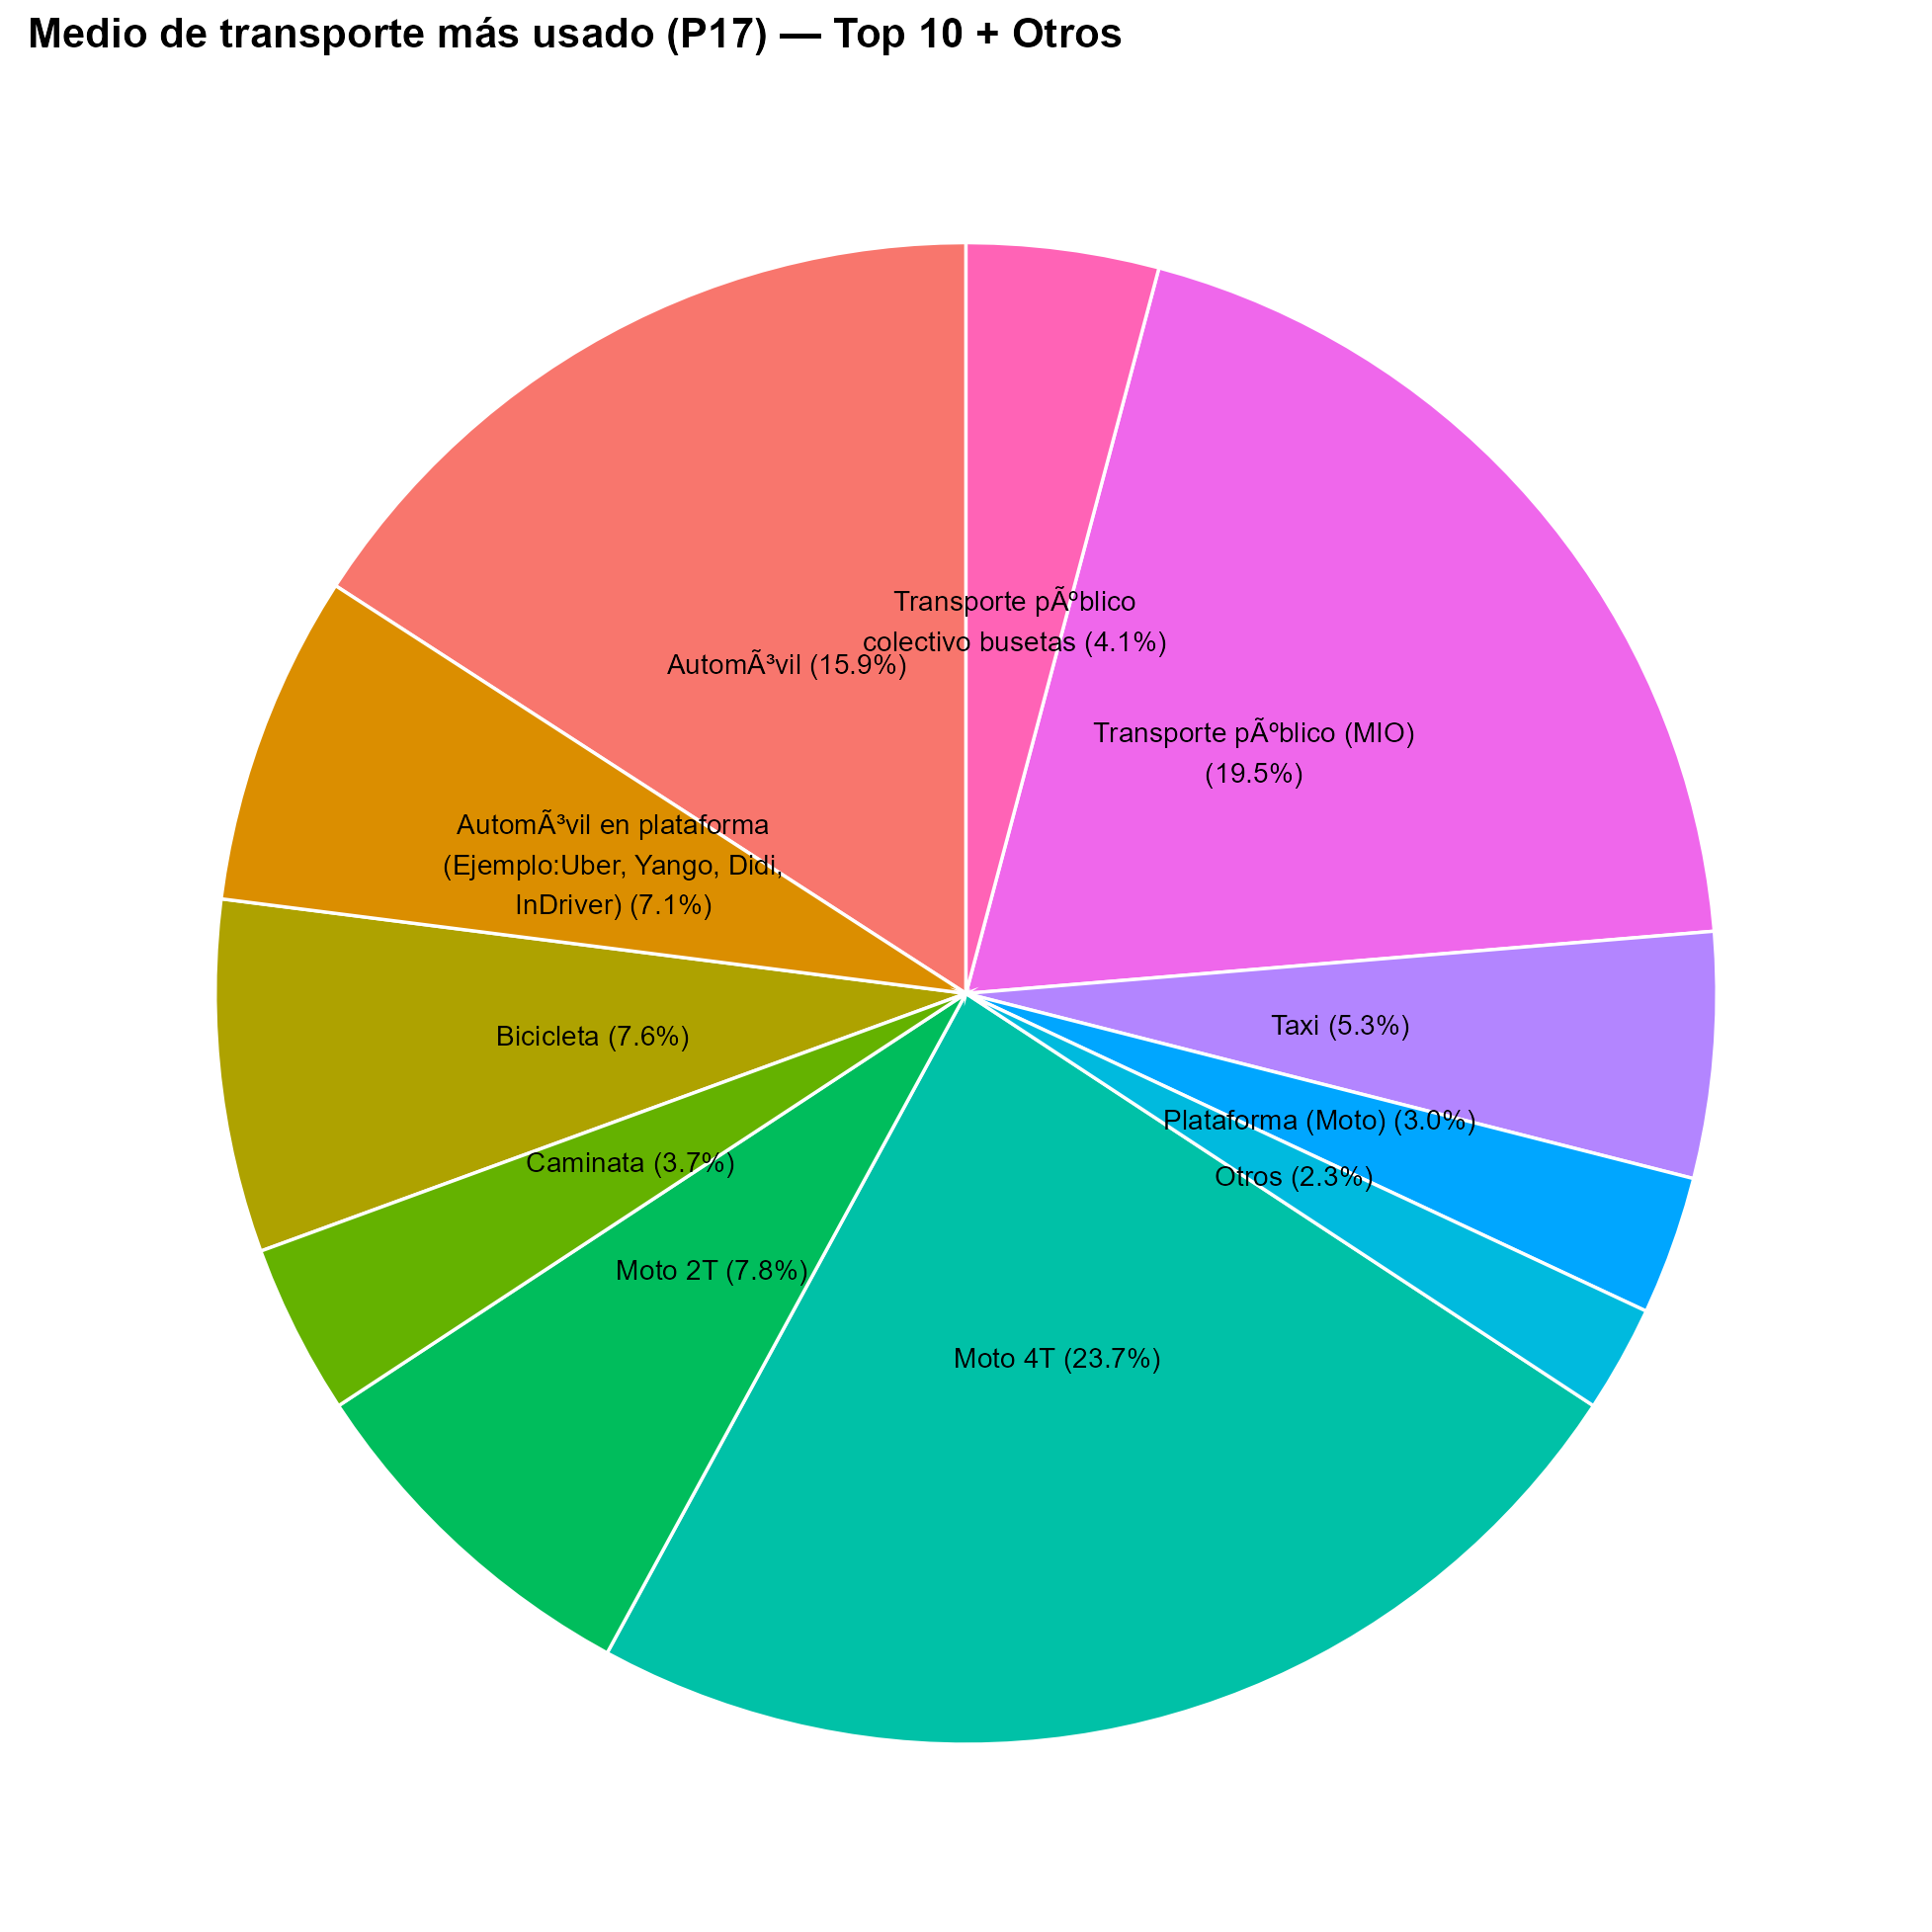 Medio de transporte más usado (P17) — Top 10 + Otros
Transporte pÃºblico
colectivo busetas (4.1%)
AutomÃ³vil (15.9%)
Transporte pÃºblico (MIO)
(19.5%)
AutomÃ³vil en plataforma
(Ejemplo:Uber, Yango, Didi,
InDriver) (7.1%)
Taxi (5.3%)
Bicicleta (7.6%)
Plataforma (Moto) (3.0%)
Caminata (3.7%)
Otros (2.3%)
Moto 2T (7.8%)
Moto 4T (23.7%)